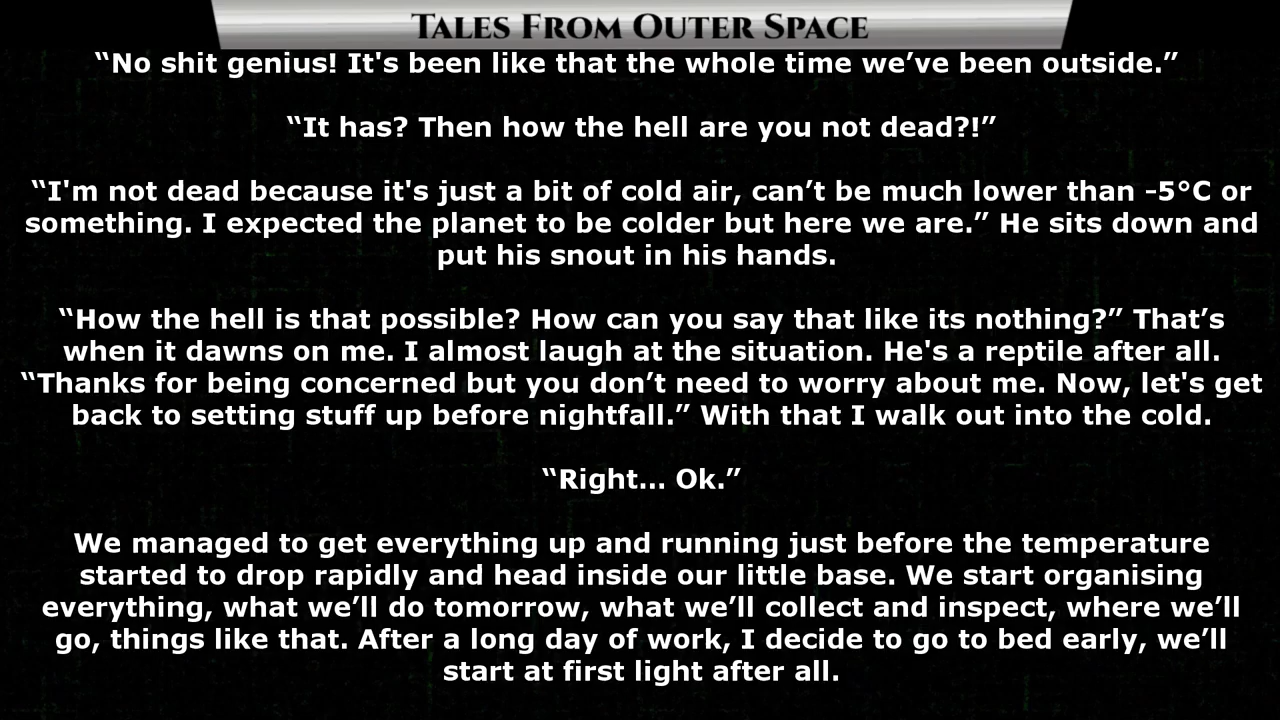 Tales From Outer Space
“No shit genius! It's been like that the whole time we’ve been outside.”
“It has? Then how the hell are you not dead?!”
“I'm not dead because it's just a bit of cold air, can’t be much lower than -5°C or
something. I expected the planet to be colder but here we are.” He sits down and
put his snout in his hands.
“How the hell is that possible? How can you say that like its nothing?” That’s
when it dawns on me. I almost laugh at the situation. He's a reptile after all.
“Thanks for being concerned but you don’t need to worry about me. Now, let's get
back to setting stuff up before nightfall.” With that I walk out into the cold.
“Right... Ok.”
We managed to get everything up and running just before the temperature
started to drop rapidly and head inside our little base. We start organising
everything, what we’ll do tomorrow, what we’ll collect and inspect, where we’ll
go, things like that. After a long day of work, I decide to go to bed early, we’ll
start at first light after all.